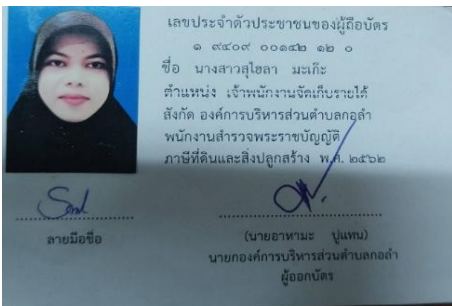 เลขประจำตัวประชาชนของผู้ถือบัตร
๑ ๙๔๐๙ ๐๐๑๔๒ ๑๒ ๐
ชื่อ นางสาวสุไฮลา มะเก๊ะ
ตำแหน่ง เจ้าพนักงานจัดเก็บรายได้
สังกัด องค์การบริหารส่วนตำบลกอลำ
พนักงานสำรวจพระราชบัญญัติ
ภาษีที่ดินและสิ่งปลูกสร้าง พ.ศ. ๒๕๖๒
ลายมือชื่อ
(นายอาหามะ ปูแทน)
นายกองค์การบริหารส่วนตำบลกอลำ
ผู้ออกบัตร